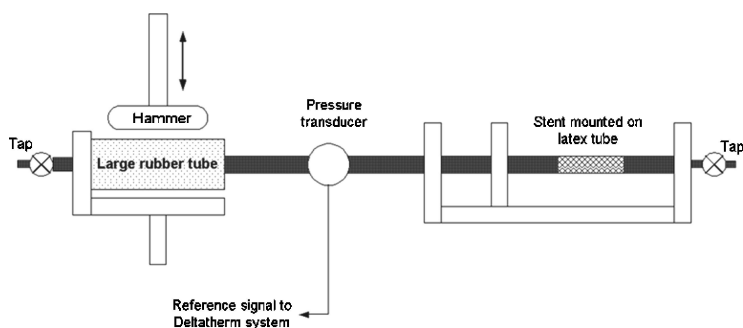 Hammer
Pressure
transducer
Stent mounted on
latex tube
Tap
Large rubber tube
Tap
Reference signal to
Deltatherm system